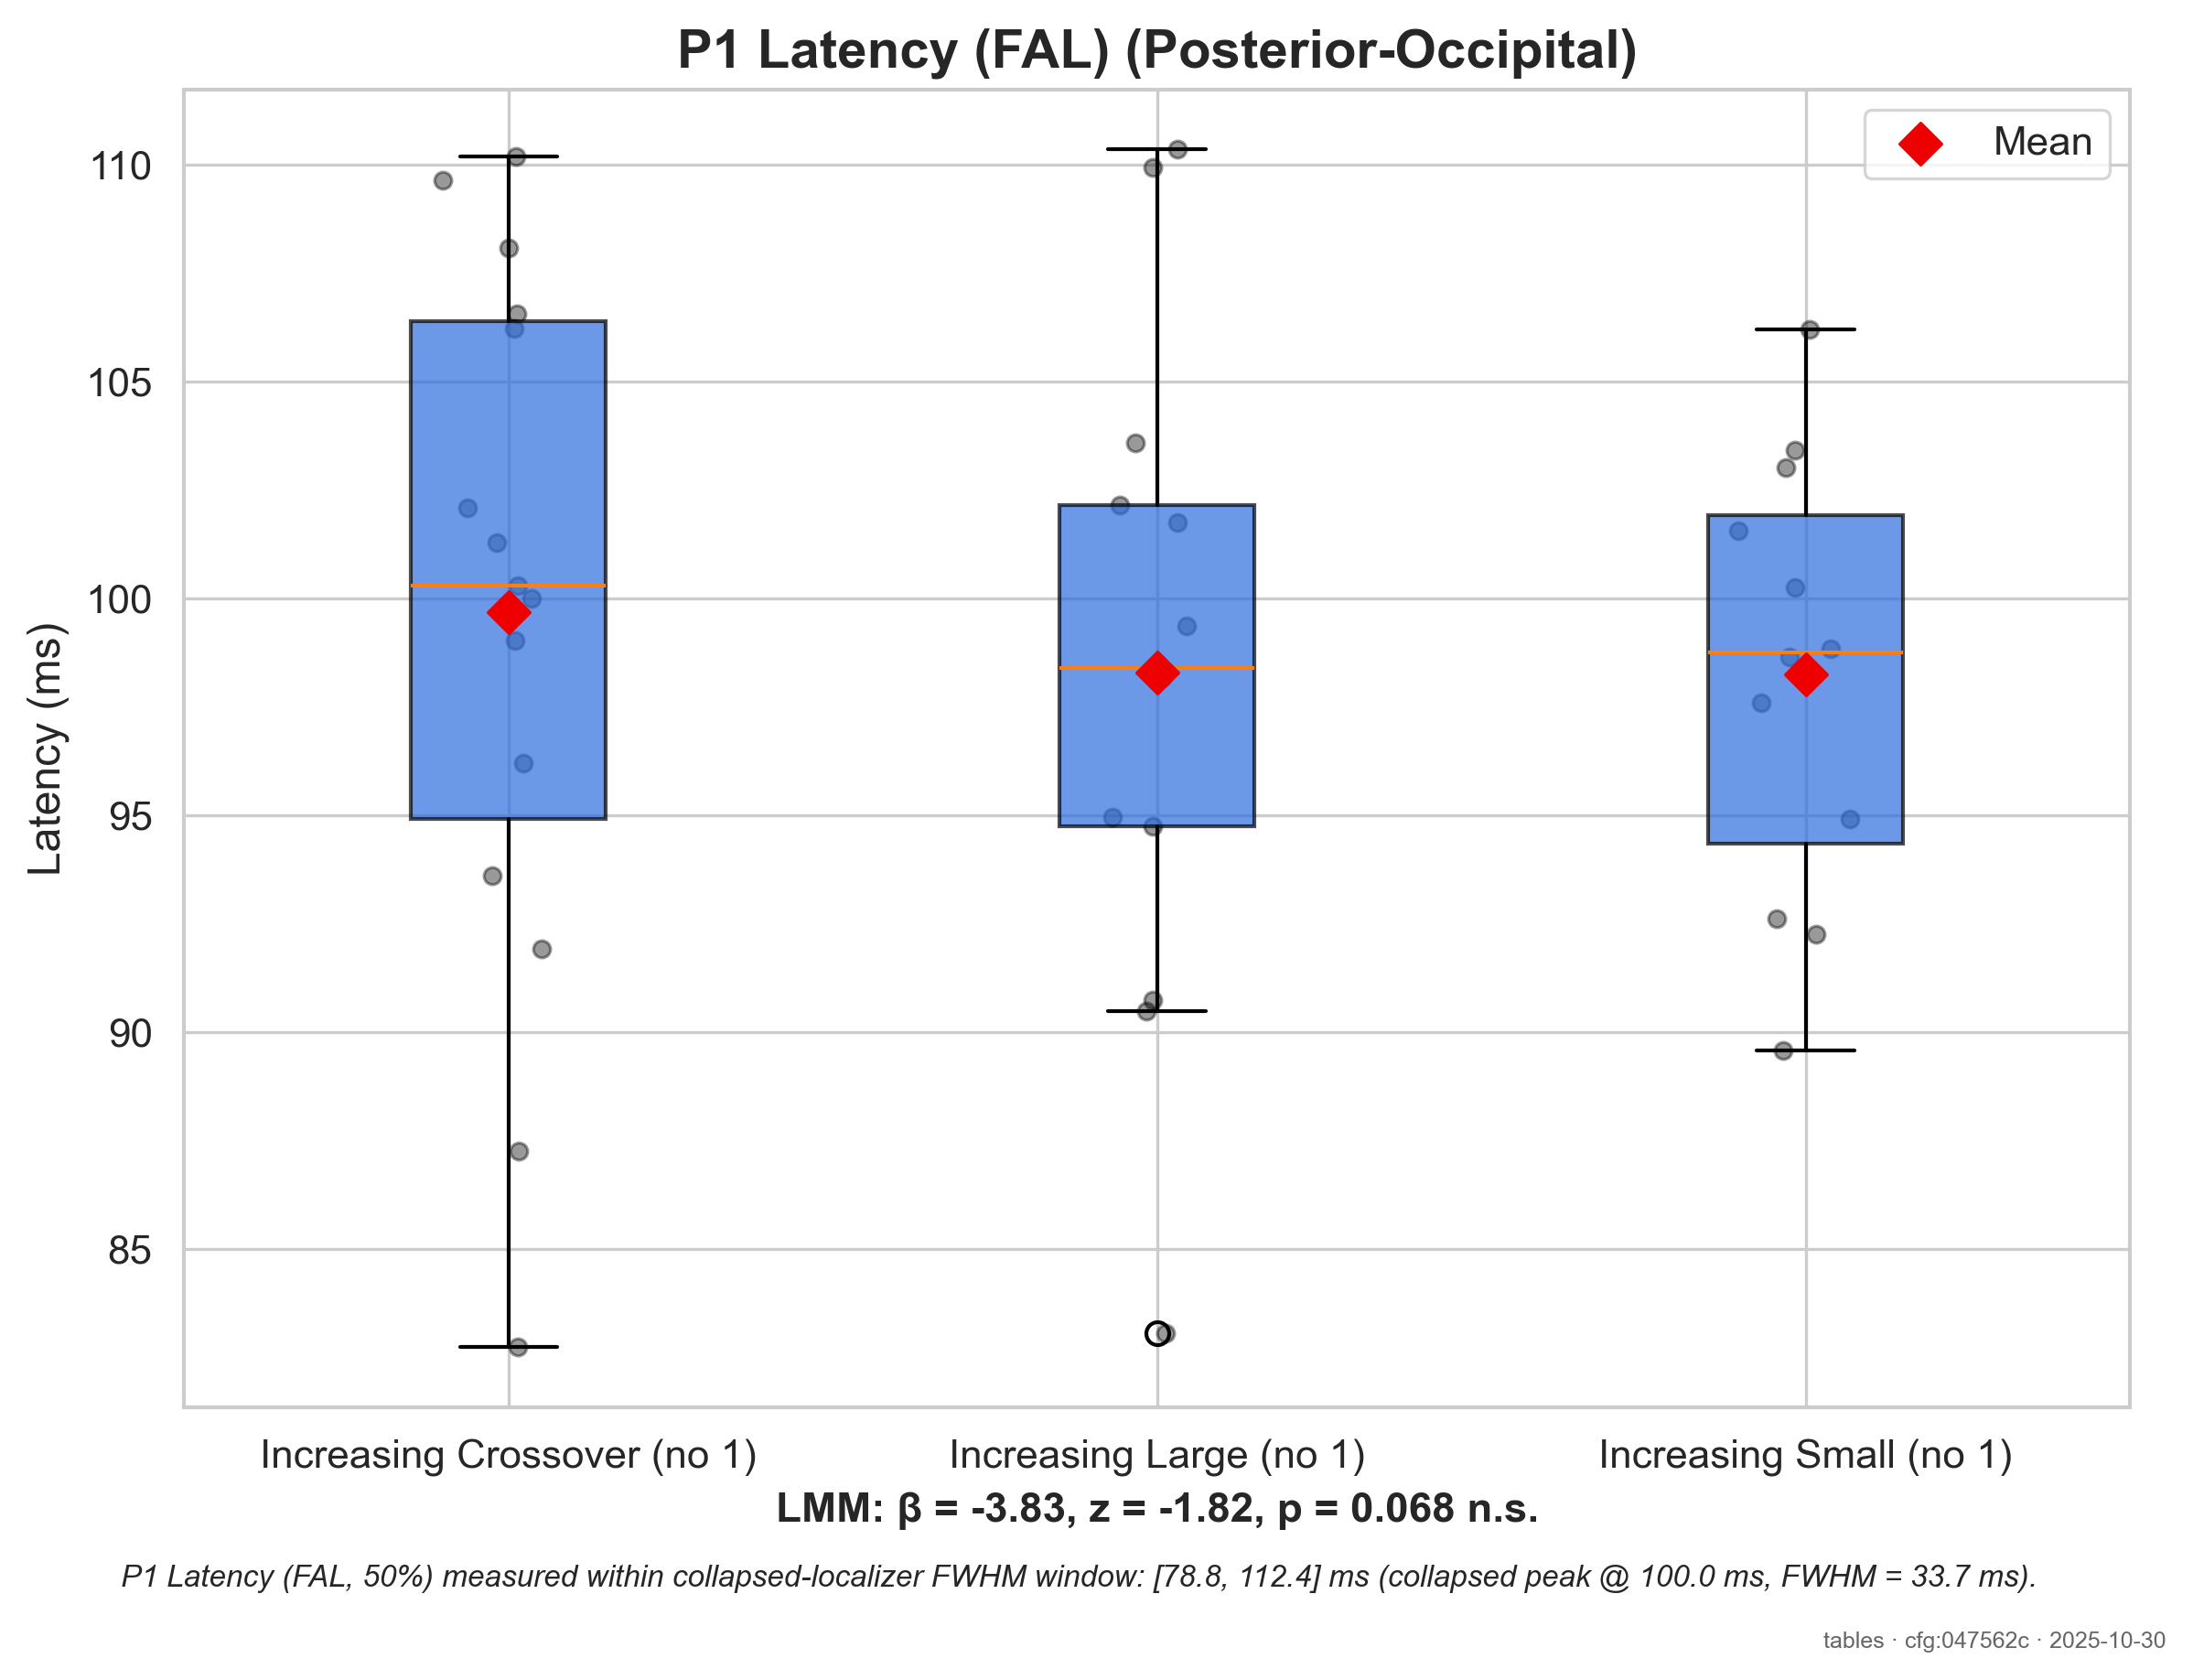 P1 Latency (FAL) (Posterior-Occipital)
Mean
110
105
100
95
90
85
Latency (ms)
Increasing Crossover (no 1)
Increasing Large (no 1)
Increasing Small (no 1)
LMM: β = -3.83, z = -1.82, p = 0.068 n.s.
P1 Latency (FAL, 50%) measured within collapsed-localizer FWHM window: [78.8, 112.4] ms (collapsed peak @ 100.0 ms, FWHM = 33.7 ms).
tables · cfg:047562c · 2025-10-30